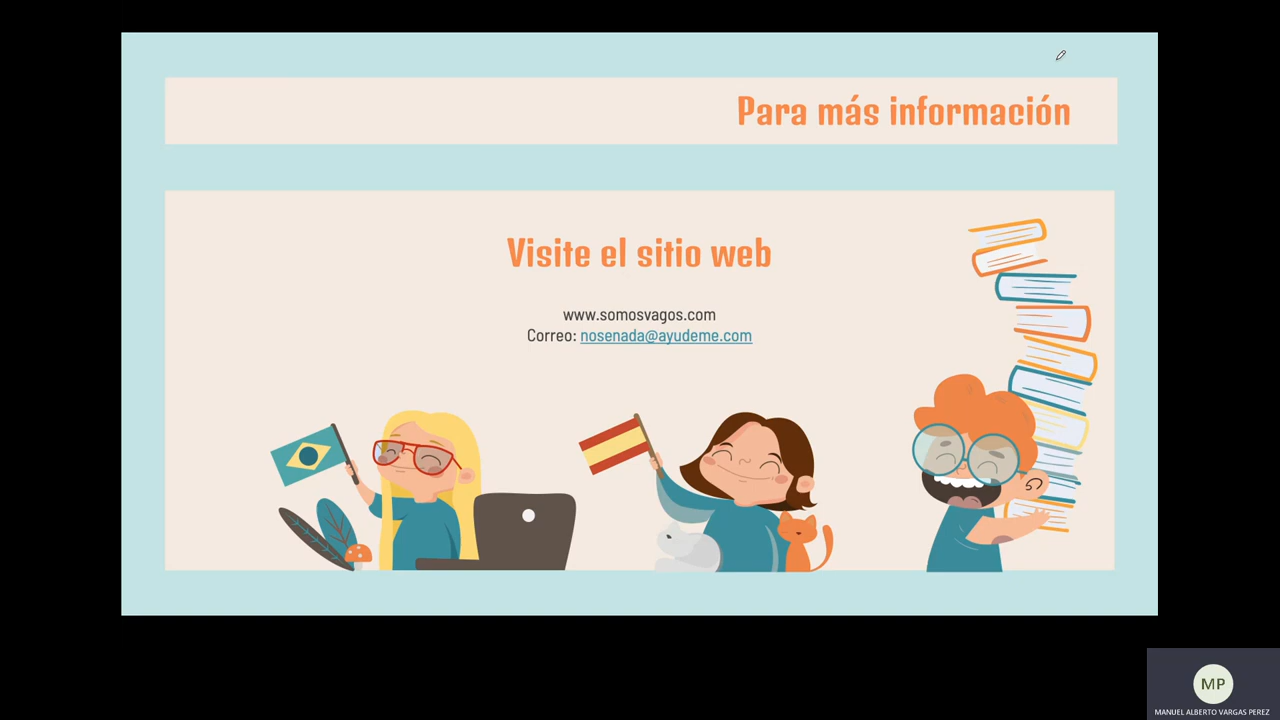 Para más información
Visite el sitio web
www.somosvagos.com
Correo: nosenada@ayudeme.com
MP
MANUEL ALBERTO VARGAS PEREZ